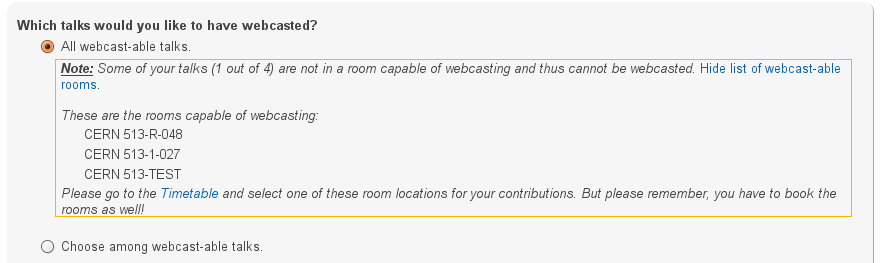 Which talks would you like to have webcasted?
All webcast-able talks.
Note: Some of your talks (1 out of 4) are not in a room capable of webcasting and thus cannot be webcasted. Hide list of webcast-able
rooms.
These are the rooms capable of webcasting:
CERN 513-R-048
CERN 513-1-027
CERN 513-TEST
Please go to the Timetable and select one of these room locations for your contributions. But please remember, you have to book the
rooms as well!
Choose among webcast-able talks.